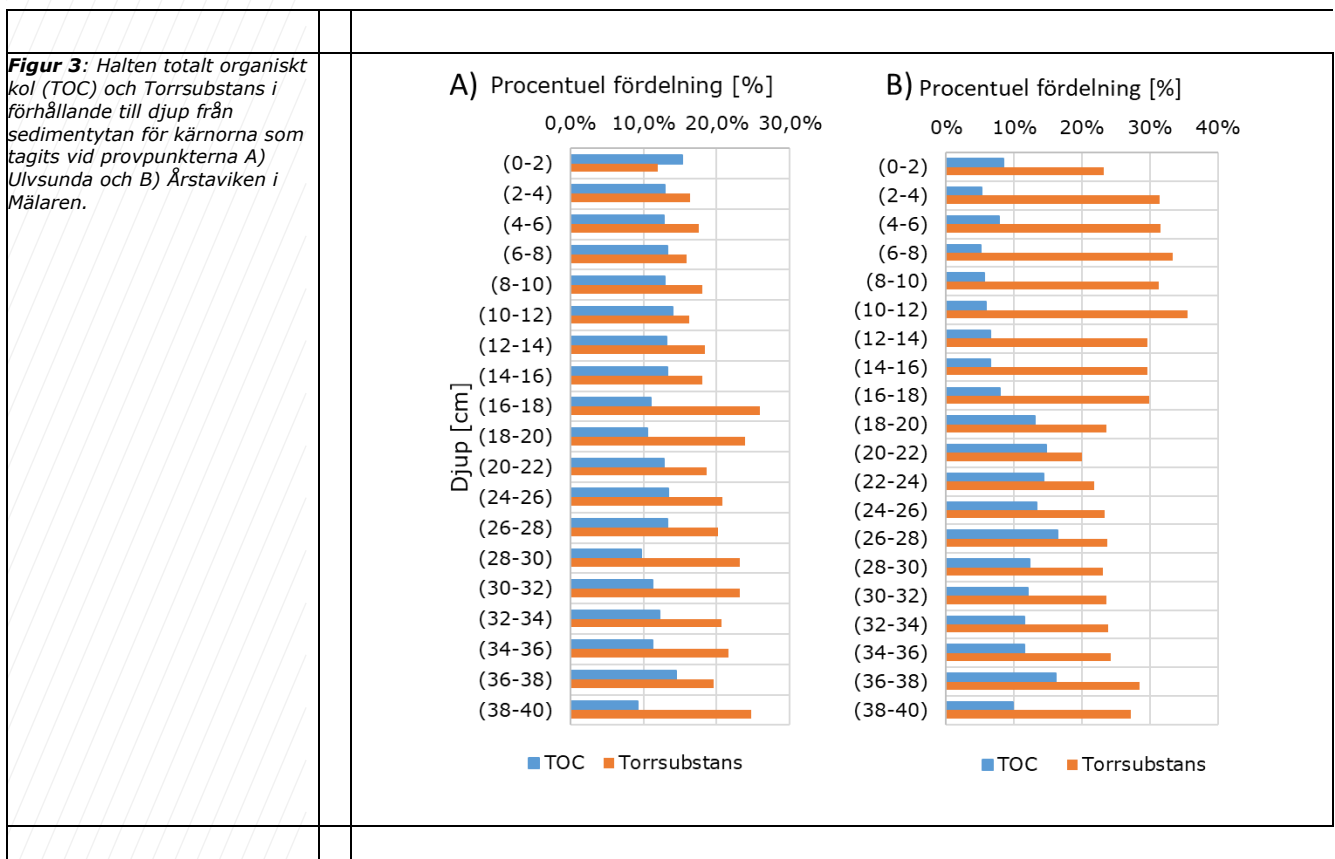 Figur 3: Halten totalt organiskt
kol (TOC) och Torrsubstans i
förhållande till djup från
sedimentytan för kärnorna som
tagits vid provpunkterna A)
Ulvsunda och B) Årstaviken i
Mälaren.
A) Procentuel fördelning [%]
0,0% 10,0% 20,0% 30,0%
Djup [cm]
(0-2)
(2-4)
(4-6)
(6-8)
(8-10)
(10-12)
(12-14)
(14-16)
(16-18)
(18-20)
(20-22)
(24-26)
(26-28)
(28-30)
(30-32)
(32-34)
(34-36)
(36-38)
(38-40)
TOC Torrsubstans
B) Procentuel fördelning [%]
0% 10% 20% 30% 40%
(0-2)
(2-4)
(4-6)
(6-8)
(8-10)
(10-12)
(12-14)
(14-16)
(16-18)
(18-20)
(20-22)
(22-24)
(24-26)
(26-28)
(28-30)
(30-32)
(32-34)
(34-36)
(36-38)
(38-40)
TOC Torrsubstans